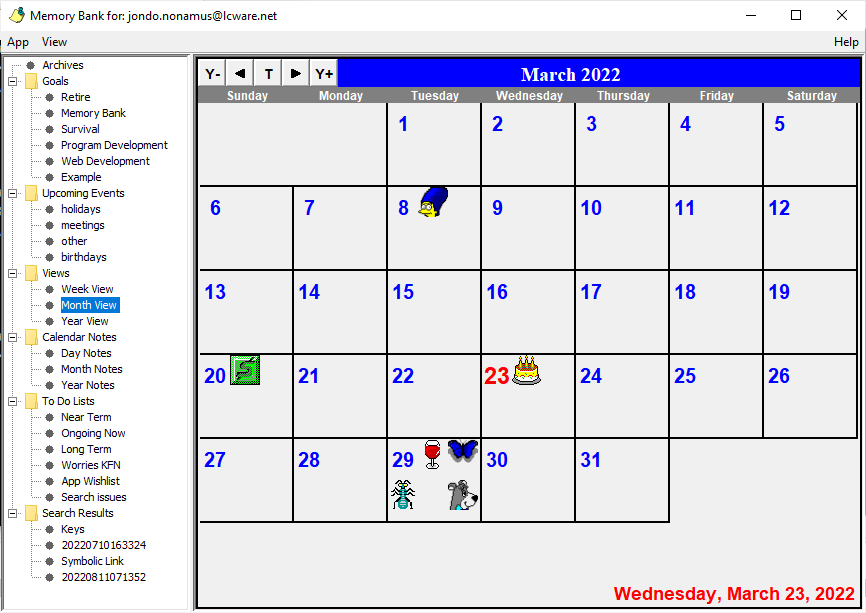 Memory Bank for: jondo.nonamus@lcware.net
App View Help
Archives
Goals
Retire
Memory Bank
Survival
Program Development
Web Development
Example
Upcoming Events
holidays
meetings
other
birthdays
Views
Week View
Month View
Year View
Calendar Notes
Day Notes
Month Notes
Year Notes
To Do Lists
Near Term
Ongoing Now
Long Term
Worries KFN
App Wishlist
Search issues
Search Results
Keys
20220710163324
Symbolic Link
20220811071352
Y- T Y+ March 2022
Sunday Monday Tuesday Wednesday Thursday Friday Saturday
1 2 3 4 5
6 7 8 9 10 11 12
13 14 15 16 17 18 19
20 S 21 22 23 24 25 26
27 28 29 30 31
Wednesday, March 23, 2022